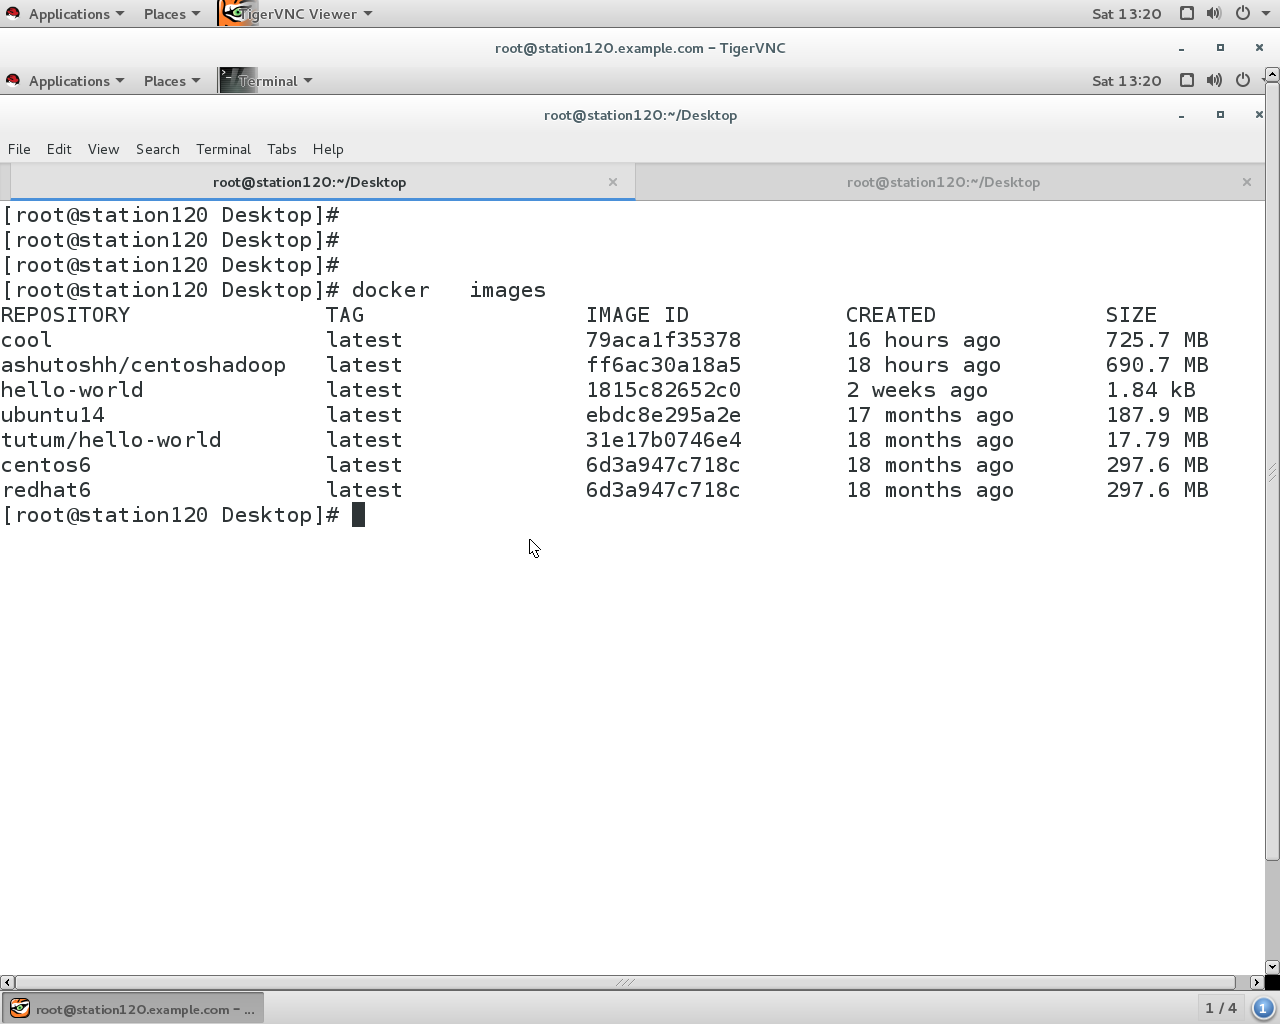 Applications Places TigerVNC Viewer Sat 13:20
root@station120.example.com - TigerVNC
Applications Places Terminal Sat 13:20
root@station120:~/Desktop
File Edit View Search Terminal Tabs Help
root@station120:~/Desktop root@station120:~/Desktop
[root@station120 Desktop]#
[root@station120 Desktop]#
[root@station120 Desktop]#
[root@station120 Desktop]# docker   images
REPOSITORY TAG IMAGE ID CREATED SIZE
cool latest 79aca1f35378 16 hours ago 725.7 MB
ashutoshh/centoshadoop latest ff6ac30a18a5 18 hours ago 690.7 MB
hello-world latest 1815c82652c0 2 weeks ago 1.84 kB
ubuntu14 latest ebdc8e295a2e 17 months ago 187.9 MB
tutum/hello-world latest 31e17b0746e4 18 months ago 17.79 MB
centos6 latest 6d3a947c718c 18 months ago 297.6 MB
redhat6 latest 6d3a947c718c 18 months ago 297.6 MB
[root@station120 Desktop]#
root@station120.example.com - ... 1 / 4 1